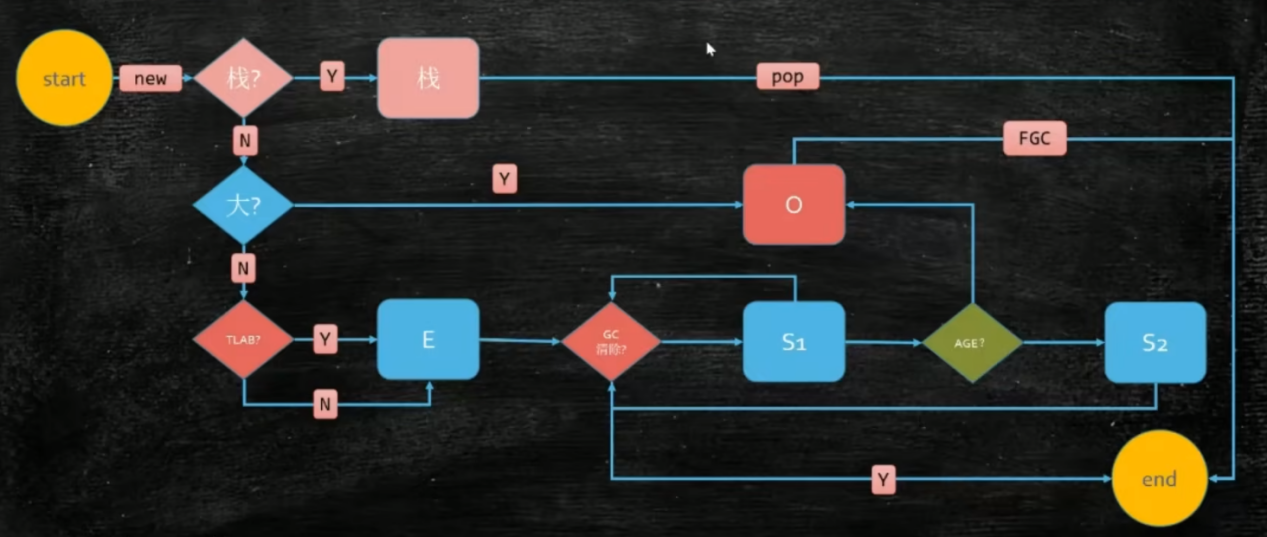 start
new
栈?
Y
栈
pop
N
FGC
大?
Y
O
N
TLAB?
Y
E
GC
清除?
S1
AGE?
S2
N
Y
end